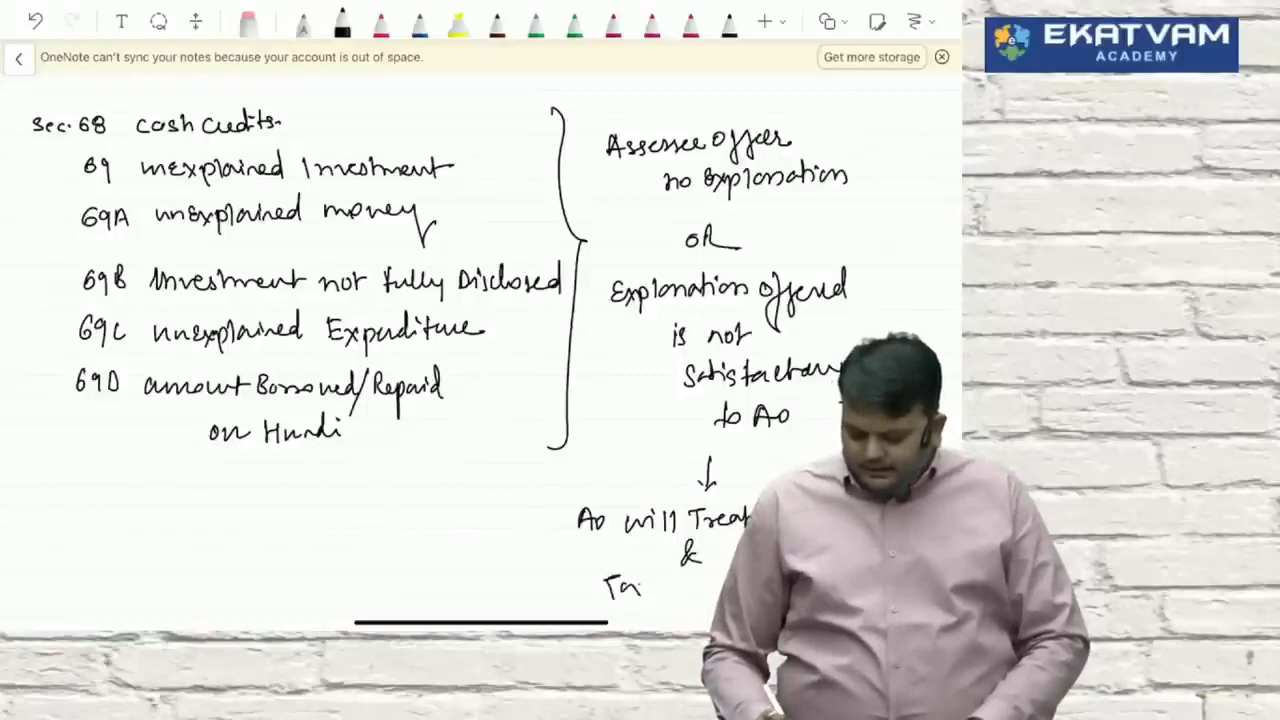 EKATVAM
ACADEMY
OneNote can't sync your notes because your account is out of space.
Get more storage
Sec. 68 Cash Credits.
69 unexplained Investment
69A unexplained money
69B Investment not fully Disclosed
69C unexplained Expenditure
69D amount Borrowed/Repaid
on Hundi
Assessee Offer
no Explanation
OR
Explanation Offered
is not
Satisfactory
to AO
↓
AO will Treat
&
Ta